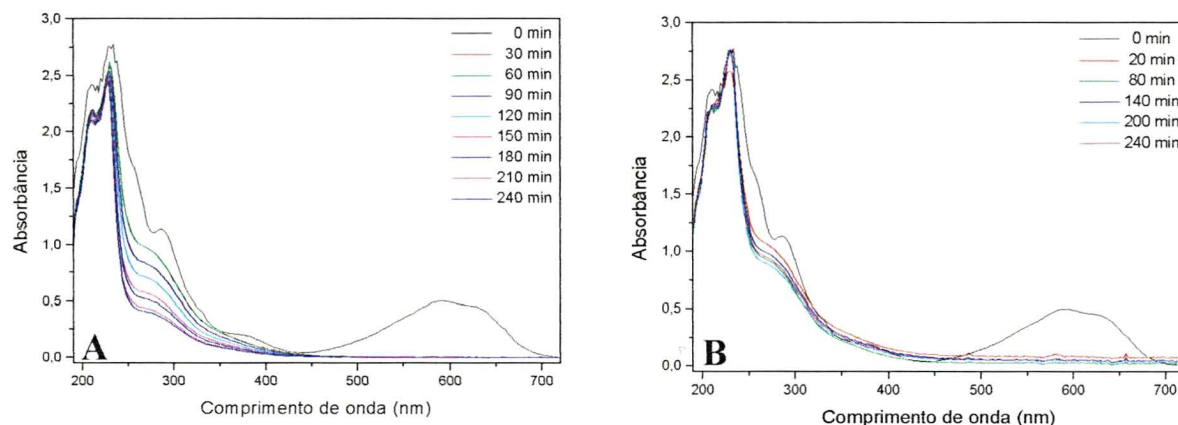 3,0
2,5
2,0
1,5
1,0
0,5
0,0
Absorbância
0 min
30 min
60 min
90 min
120 min
150 min
180 min
210 min
240 min
A
200 300 400 500 600 700
Comprimento de onda (nm)
3,0
2,5
2,0
1,5
1,0
0,5
0,0
Absorbância
0 min
20 min
80 min
140 min
200 min
240 min
B
200 300 400 500 600 700
Comprimento de onda (nm)